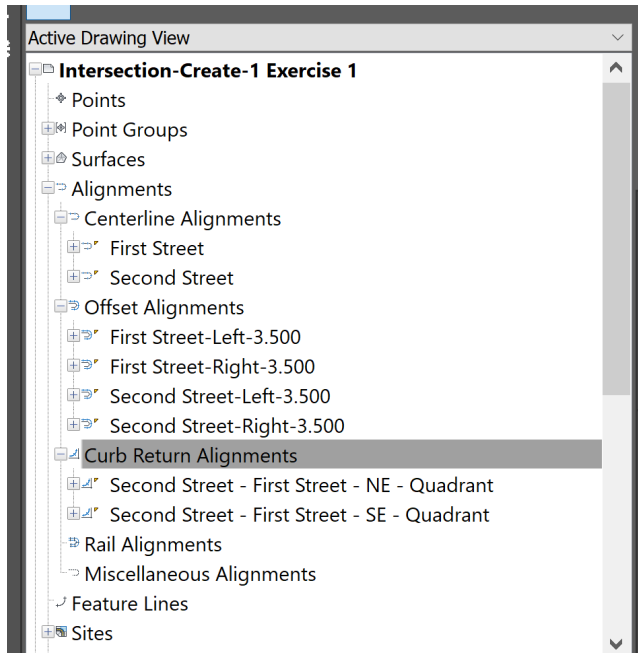 Active Drawing View
Intersection-Create-1 Exercise 1
Points
Point Groups
Surfaces
Alignments
Centerline Alignments
First Street
Second Street
Offset Alignments
First Street-Left-3.500
First Street-Right-3.500
Second Street-Left-3.500
Second Street-Right-3.500
Curb Return Alignments
Second Street - First Street - NE - Quadrant
Second Street - First Street - SE - Quadrant
Rail Alignments
Miscellaneous Alignments
Feature Lines
Sites